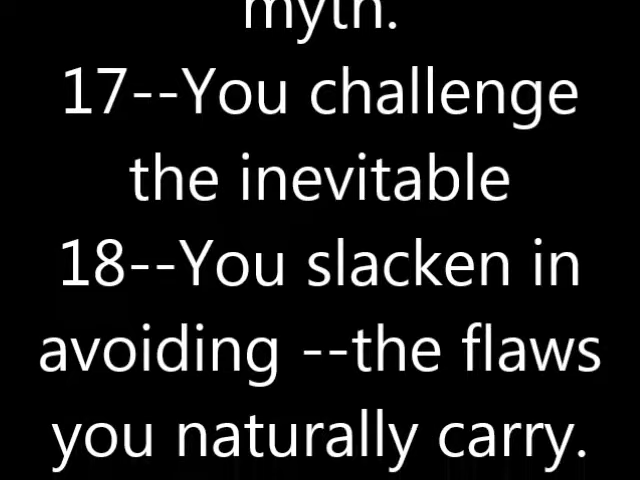 myth.
17--You challenge
the inevitable
18--You slacken in
avoiding --the flaws
you naturally carry.